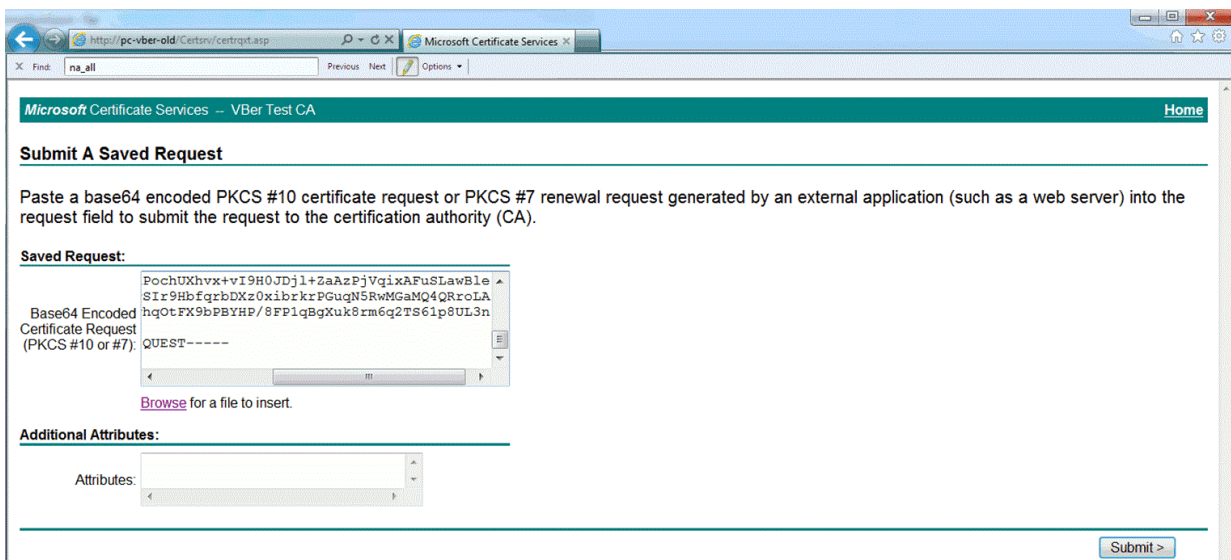 http://pc-vber-old/Certsrv/certrqxt.asp
Microsoft Certificate Services
X Find: na_all Previous Next Options
Microsoft Certificate Services -- VBer Test CA Home
Submit A Saved Request
Paste a base64 encoded PKCS #10 certificate request or PKCS #7 renewal request generated by an external application (such as a web server) into the
request field to submit the request to the certification authority (CA).
Saved Request:
PochUXhvx+vI9H0JDjl+ZaAzPjVqixAFuSLawBle
SIr9HbfqrbDXz0xibrkrPGuqN5RwMGaMQ4QRroLA
Base64 Encoded hqOtFX9bPBYHP/8FP1qBgXuk8rm6q2TS61p8UL3n
Certificate Request
(PKCS #10 or #7): QUEST-----
Browse for a file to insert.
Additional Attributes:
Attributes:
Submit >